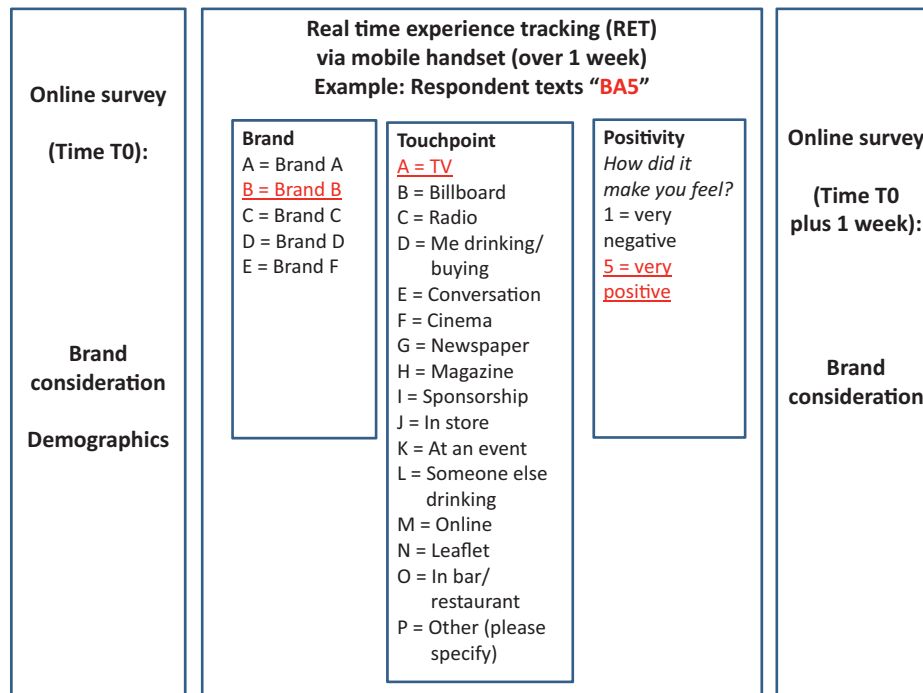 Online survey
(Time T0):
Brand
consideration
Demographics
Real time experience tracking (RET)
via mobile handset (over 1 week)
Example: Respondent texts “BA5”
Brand
A = Brand A
B = Brand B
C = Brand C
D = Brand D
E = Brand F
Touchpoint
A = TV
B = Billboard
C = Radio
D = Me drinking/
buying
E = Conversation
F = Cinema
G = Newspaper
H = Magazine
I = Sponsorship
J = In store
K = At an event
L = Someone else
drinking
M = Online
N = Leaflet
O = In bar/
restaurant
P = Other (please
specify)
Positivity
How did it
make you feel?
1 = very
negative
5 = very
positive
Online survey
(Time T0
plus 1 week):
Brand
consideration